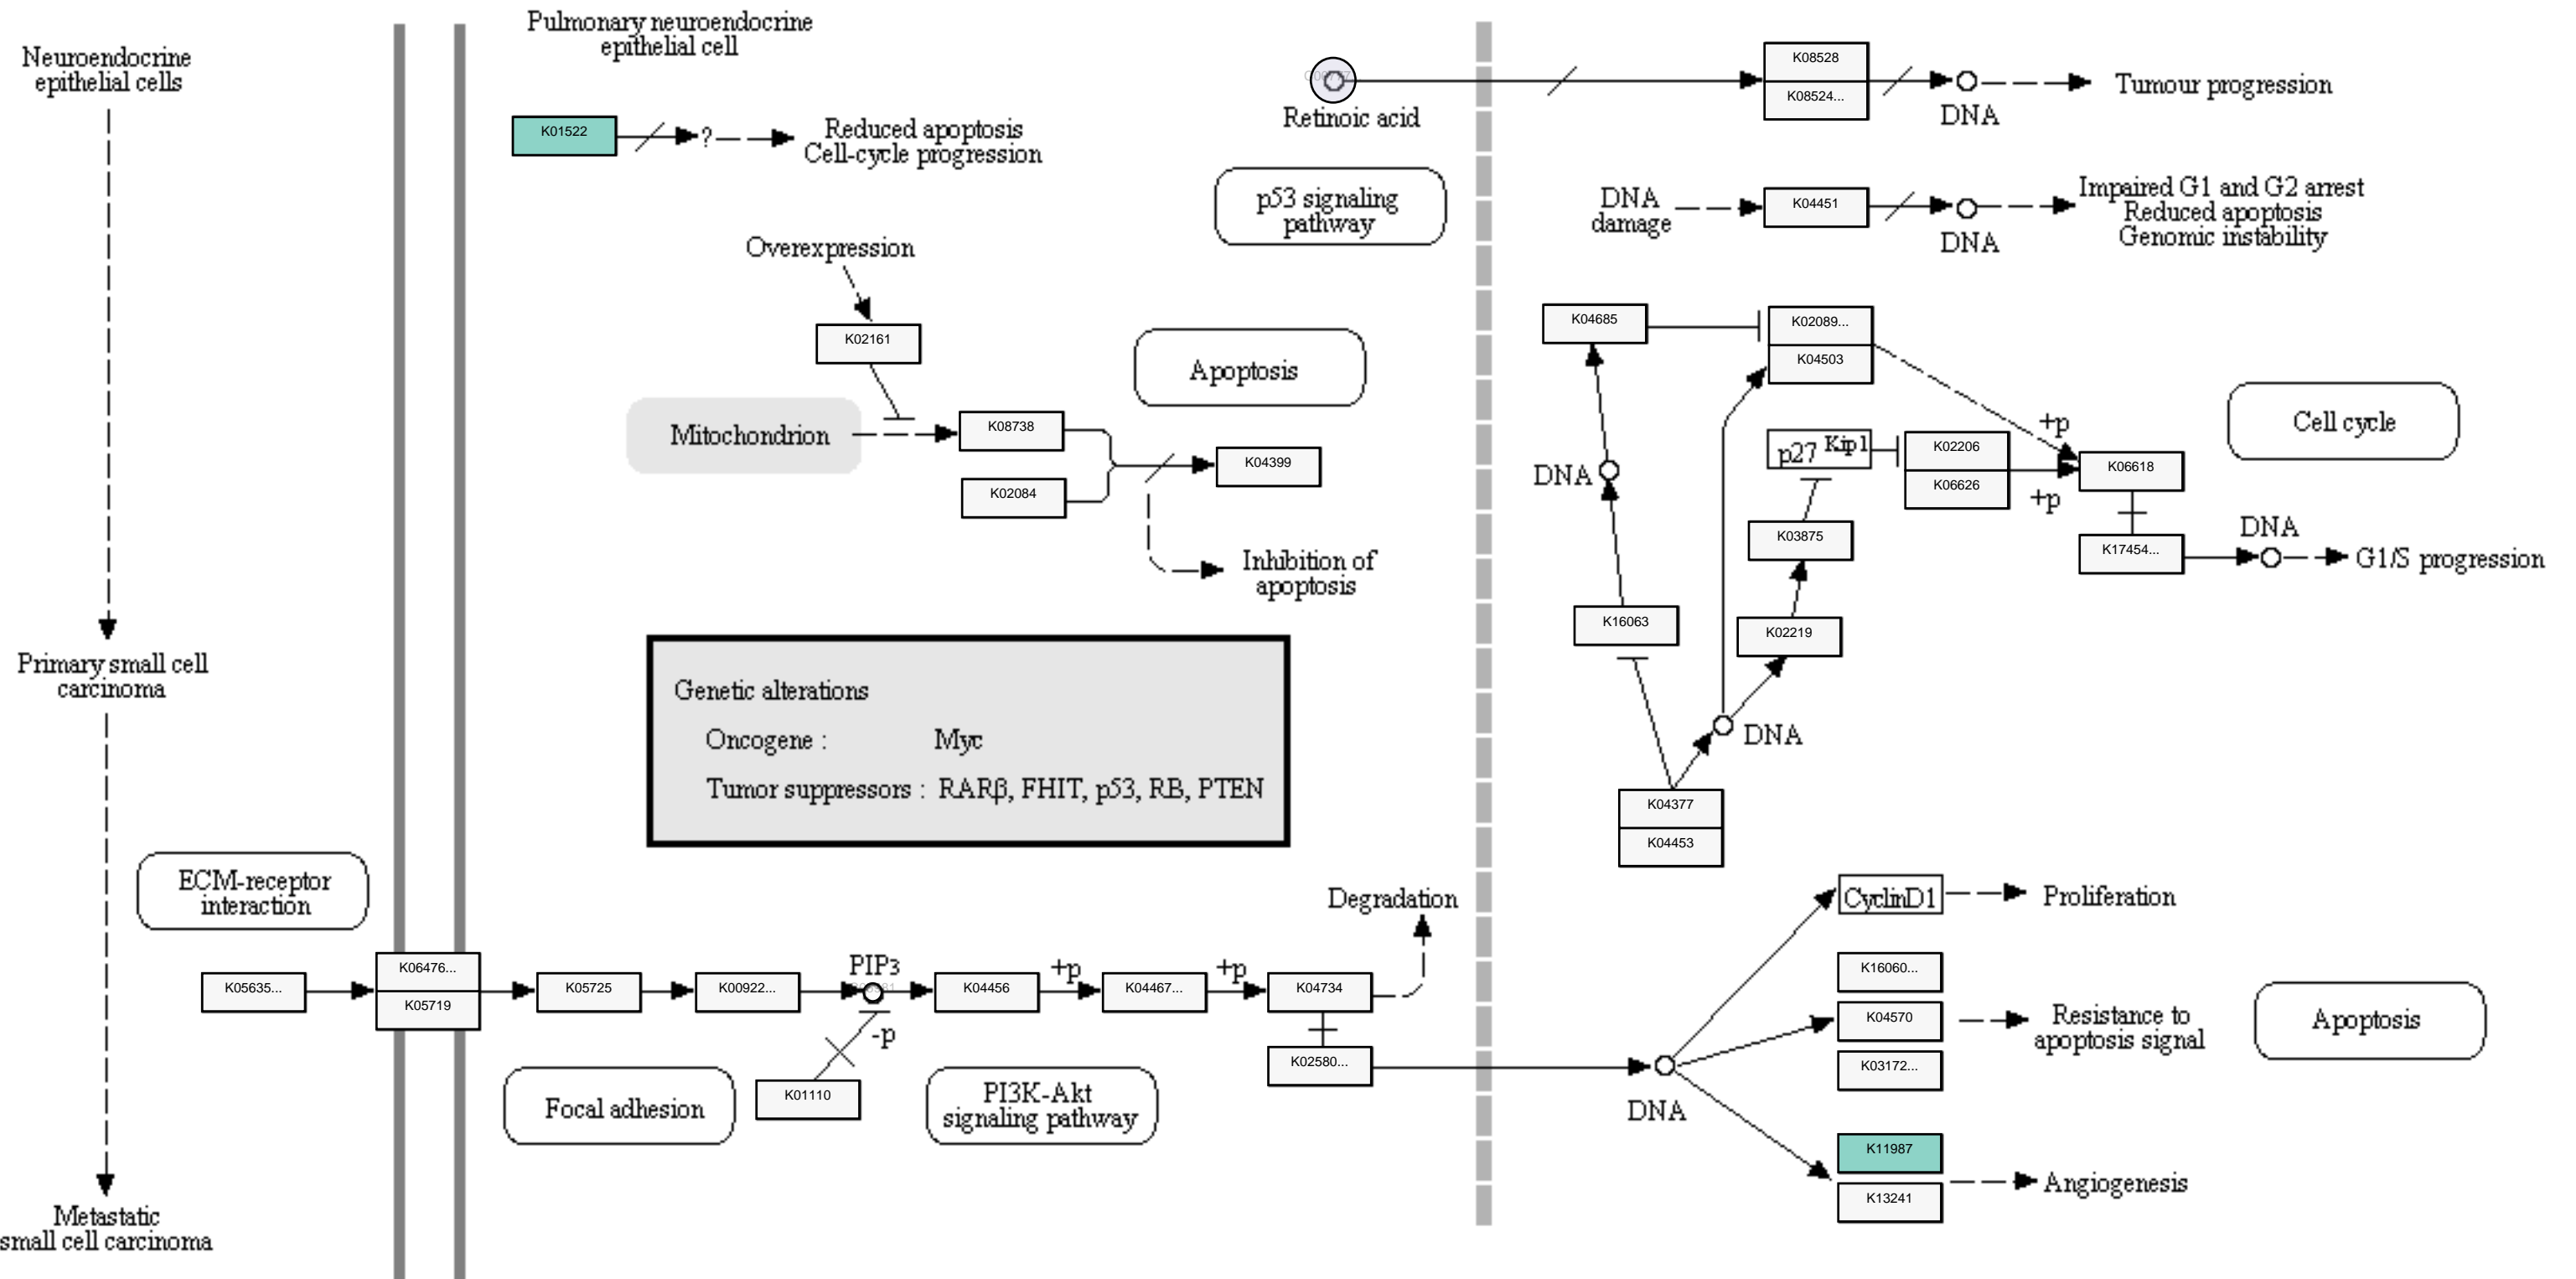 Neuroendocrine
epithelial cells
Primary small cell
carcinoma
Metastatic
small cell carcinoma
Pulmonary neuroendocrine
epithelial cell
K01522
?
Reduced apoptosis
Cell-cycle progression
Retinoic acid
K08528
K08524...
DNA
Tumour progression
p53 signaling
pathway
DNA
damage
K04451
DNA
Impaired G1 and G2 arrest
Reduced apoptosis
Genomic instability
Overexpression
K02161
Apoptosis
Mitochondrion
K08738
K02084
K04399
Inhibition of
apoptosis
K04685
K02089...
K04503
DNA
p27 Kip1
K02206
K06626
+p
+p
K06618
Cell cycle
K03875
K17454...
DNA
G1/S progression
K16063
K02219
DNA
K04377
K04453
Genetic alterations
Oncogene : Myc
Tumor suppressors : RARβ, FHIT, p53, RB, PTEN
ECM-receptor
interaction
K05635...
K06476...
K05719
K05725
K00922...
PIP3
-p
K01110
K04456
+p
K04467...
+p
K04734
Degradation
K02580...
Focal adhesion
PI3K-Akt
signaling pathway
DNA
CyclinD1
Proliferation
K16060...
K04570
K03172...
Resistance to
apoptosis signal
Apoptosis
K11987
K13241
Angiogenesis